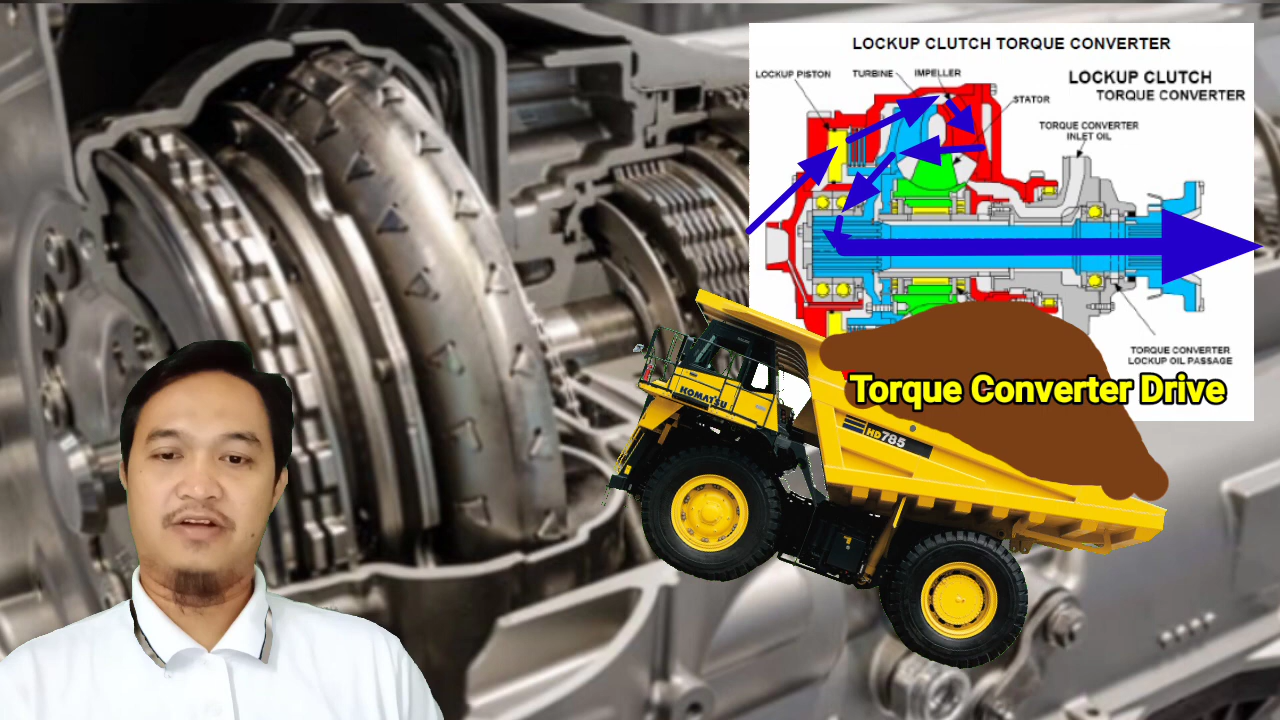 LOCKUP CLUTCH TORQUE CONVERTER
LOCKUP PISTON
TURBINE
IMPELLER
LOCKUP CLUTCH
TORQUE CONVERTER
STATOR
TORQUE CONVERTER
INLET OIL
TORQUE CONVERTER
LOCKUP OIL PASSAGE
Torque Converter Drive
KOMATSU
HD785